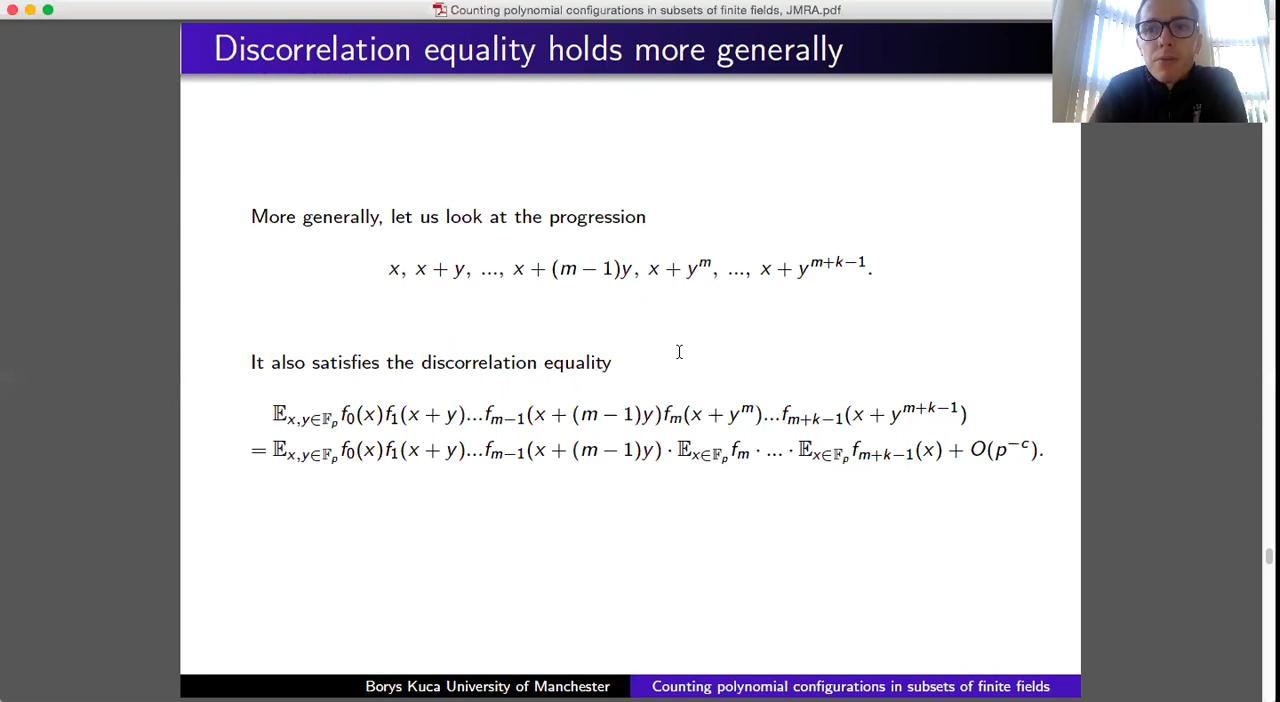 Counting polynomial configurations in subsets of finite fields, JMRA.pdf
Discorrelation equality holds more generally
More generally, let us look at the progression
x, x + y, ..., x + (m − 1)y, x + y^m, ..., x + y^{m+k−1}.
It also satisfies the discorrelation equality
𝔼_{x,y∈𝔽_p} f_0(x)f_1(x + y)...f_{m−1}(x + (m − 1)y)f_m(x + y^m)...f_{m+k−1}(x + y^{m+k−1})
= 𝔼_{x,y∈𝔽_p} f_0(x)f_1(x + y)...f_{m−1}(x + (m − 1)y) · 𝔼_{x∈𝔽_p} f_m · ... · 𝔼_{x∈𝔽_p} f_{m+k−1}(x) + O(p^{−c}).
Borys Kuca University of Manchester
Counting polynomial configurations in subsets of finite fields